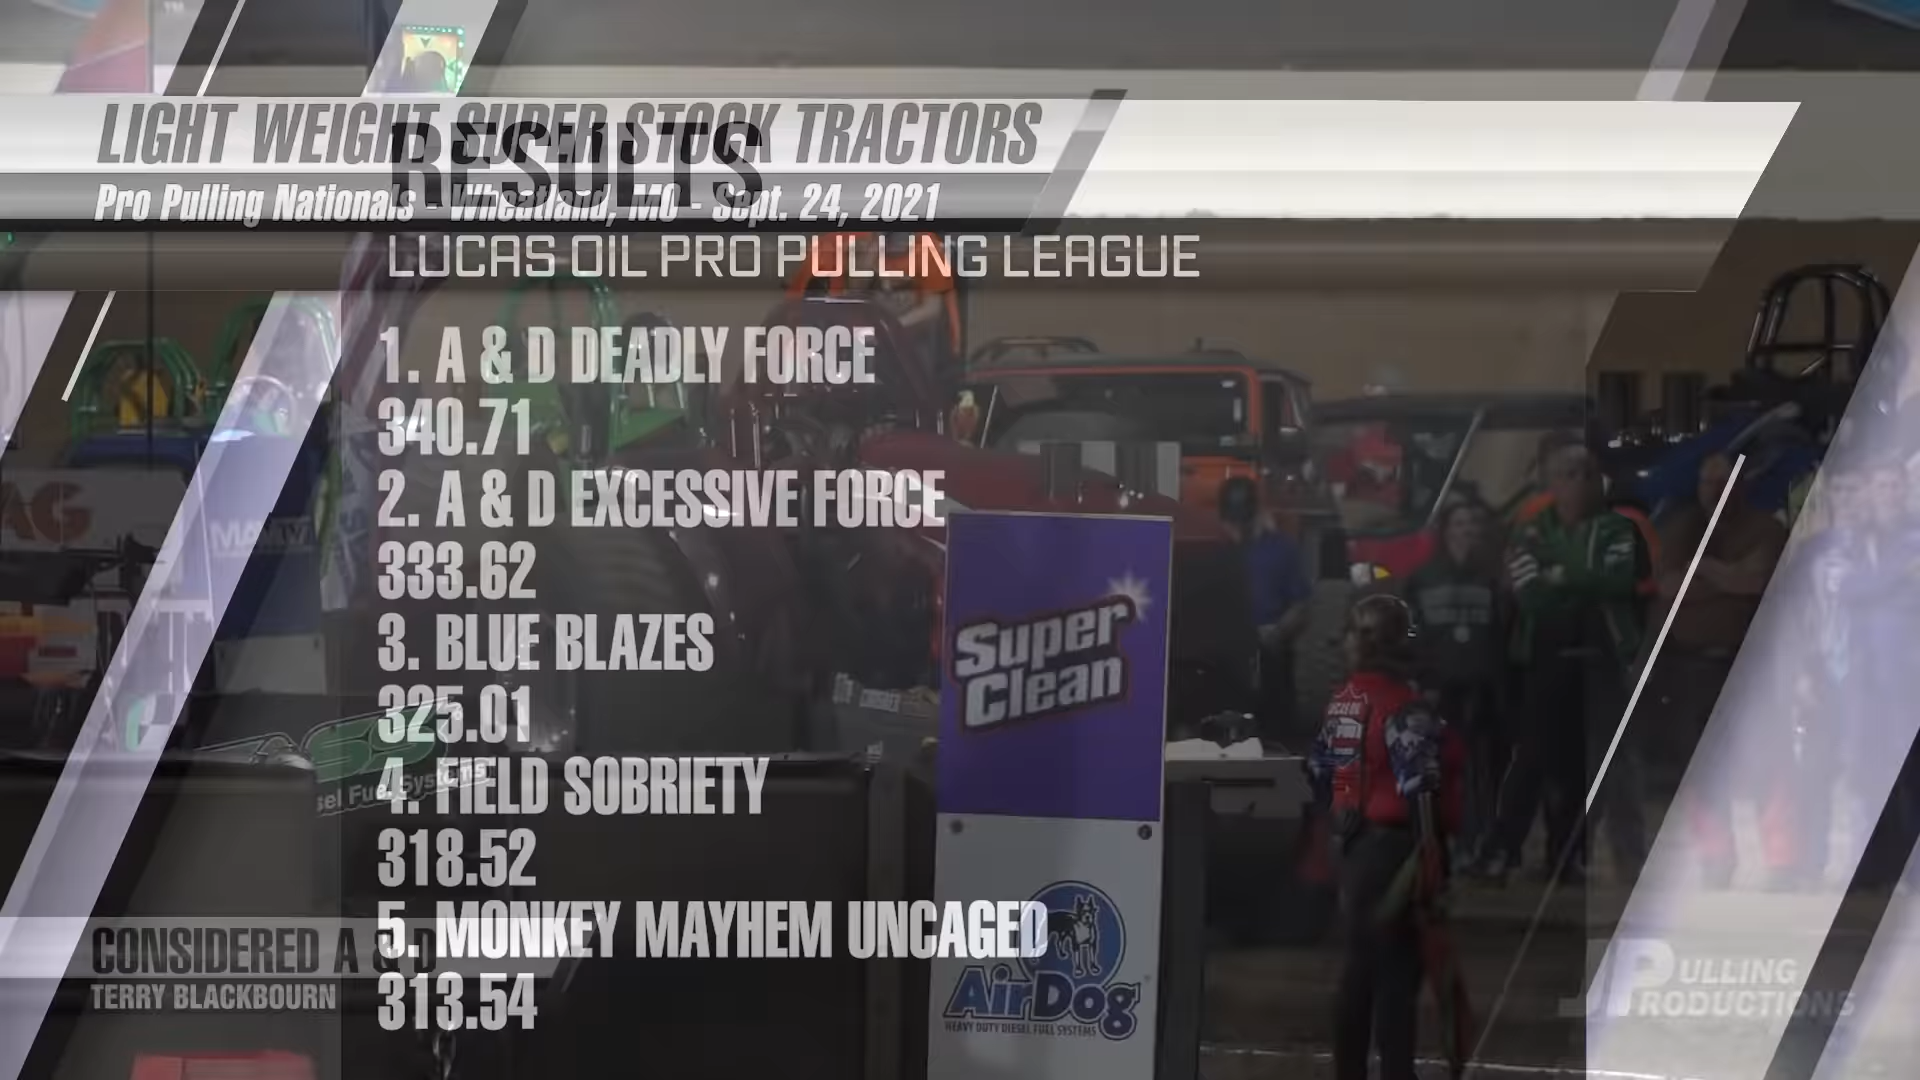 LIGHT WEIGHT SUPER STOCK TRACTORS
RESULTS
Pro Pulling Nationals - Wheatland, MO - Sept. 24, 2021
LUCAS OIL PRO PULLING LEAGUE
1. A & D DEADLY FORCE
340.71
2. A & D EXCESSIVE FORCE
333.62
3. BLUE BLAZES
325.01
4. FIELD SOBRIETY
318.52
5. MONKEY MAYHEM UNCAGED
313.54
CONSIDERED A & D
TERRY BLACKBOURN
Super
Clean
AirDog
HEAVY DUTY DIESEL FUEL SYSTEMS
AG
Systems
JP PULLING
PRODUCTIONS